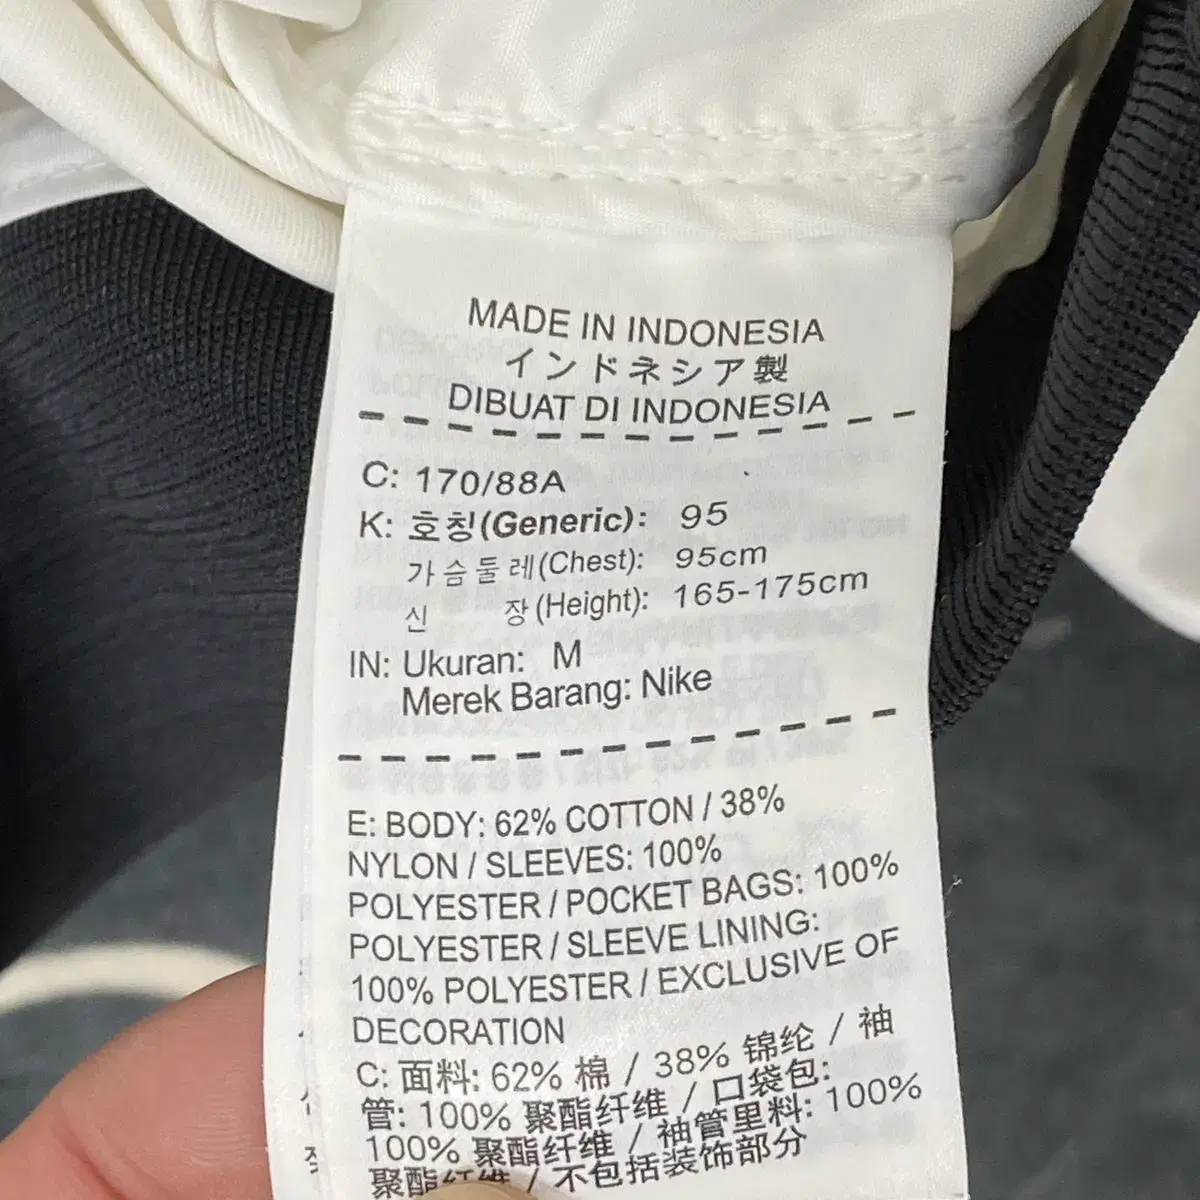 MADE IN INDONESIA
インドネシア製
DIBUAT DI INDONESIA
C: 170/88A
K: 호칭(Generic): 95
가슴둘레(Chest): 95cm
신 장(Height): 165-175cm
IN: Ukuran: M
Merek Barang: Nike
E: BODY: 62% COTTON / 38%
NYLON / SLEEVES: 100%
POLYESTER / POCKET BAGS: 100%
POLYESTER / SLEEVE LINING:
100% POLYESTER / EXCLUSIVE OF
DECORATION
C: 面料: 62% 棉 / 38% 锦纶 / 袖
管: 100% 聚酯纤维 / 口袋包:
100% 聚酯纤维 / 袖管里料: 100%
聚酯纤维 / 不包括装饰部分